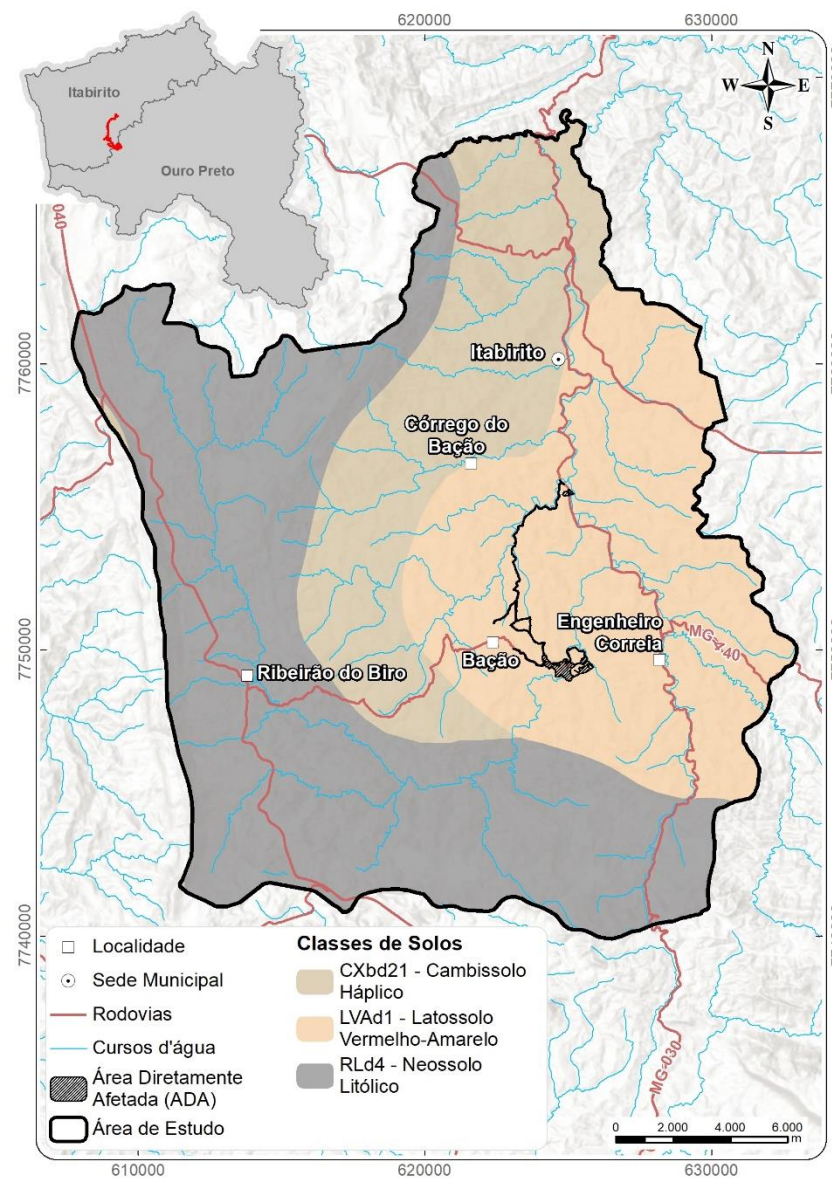 620000
630000
Itabirito
Ouro Preto
N
W
E
S
040
7760000
Itabirito
Córrego do
Bação
Engenheiro
Correia
MG-440
7750000
Bação
Ribeirão do Biro
7740000
Localidade
Sede Municipal
Rodovias
Cursos d'água
Área Diretamente
Afetada (ADA)
Área de Estudo
Classes de Solos
CXbd21 - Cambissolo
Háplico
LVAd1 - Latossolo
Vermelho-Amarelo
RLd4 - Neossolo
Litólico
MG-030
0
2.000
4.000
6.000
m
610000
620000
630000